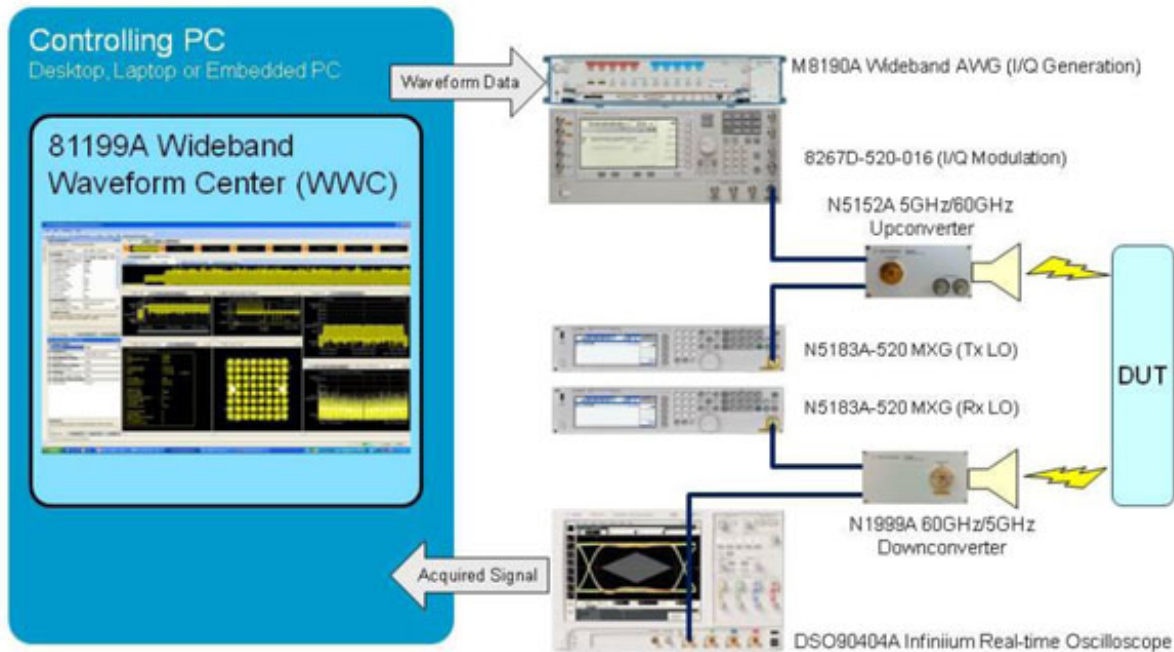 Controlling PC
Desktop, Laptop or Embedded PC
81199A Wideband
Waveform Center (WWC)
Waveform Data
M8190A Wideband AWG (I/Q Generation)
8267D-520-016 (I/Q Modulation)
N5152A 5GHz/60GHz
Upconverter
N5183A-520 MXG (Tx LO)
N5183A-520 MXG (Rx LO)
DUT
N1999A 60GHz/5GHz
Downconverter
Acquired Signal
DSO90404A Infiniium Real-time Oscilloscope